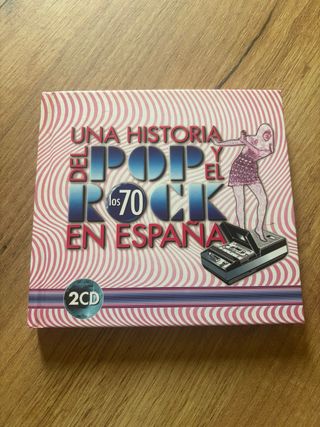 UNA HISTORIA
DEL POP Y EL
ROCK
los 70
EN ESPAÑA
2CD